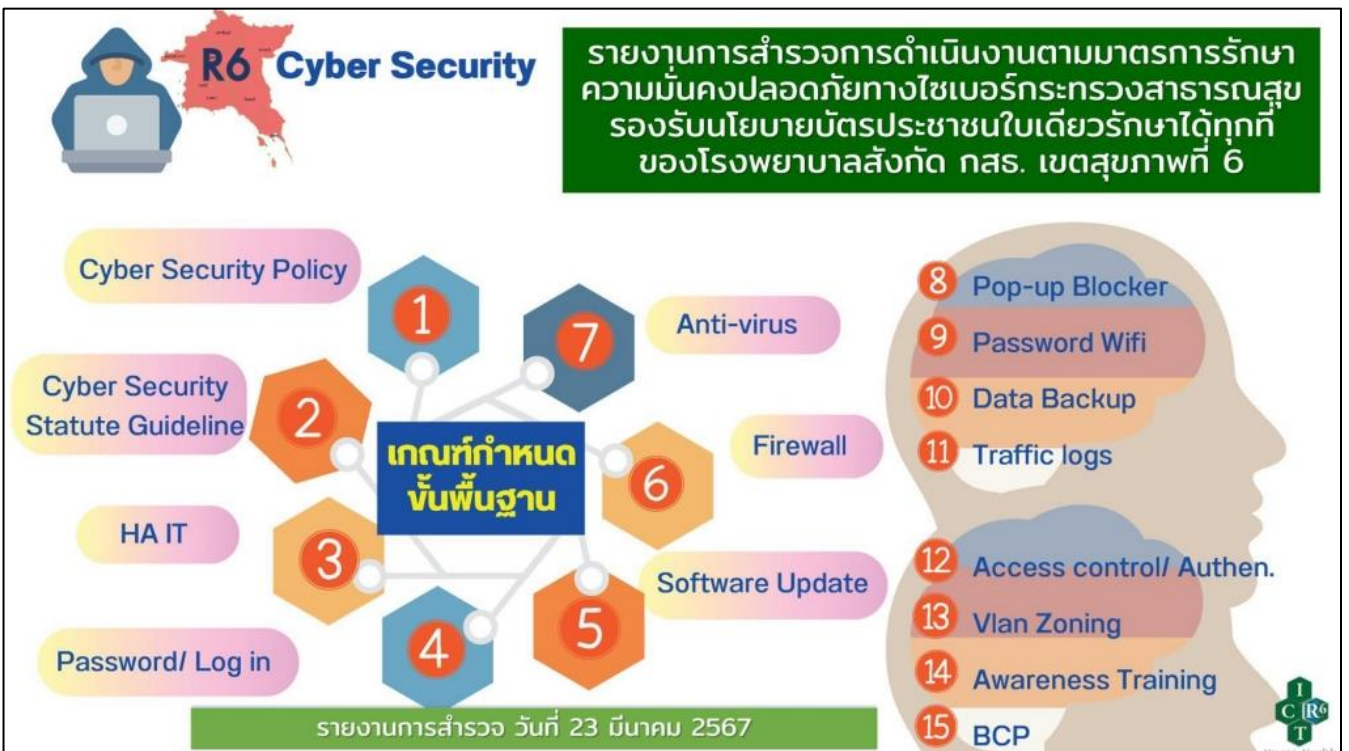 R6 Cyber Security
รายงานการสำรวจการดำเนินงานตามมาตรการรักษา
ความมั่นคงปลอดภัยทางไซเบอร์กระทรวงสาธารณสุข
รองรับนโยบายบัตรประชาชนใบเดียวรักษาได้ทุกที่
ของโรงพยาบาลสังกัด กสธ. เขตสุขภาพที่ 6
Cyber Security Policy
1
Cyber Security
Statute Guideline
2
HA IT
3
Password/ Log in
4
เกณฑ์กำหนด
ขั้นพื้นฐาน
7
Anti-virus
6
Firewall
5
Software Update
8 Pop-up Blocker
9 Password Wifi
10 Data Backup
11 Traffic logs
12 Access control/ Authen.
13 Vlan Zoning
14 Awareness Training
15 BCP
รายงานการสำรวจ วันที่ 23 มีนาคม 2567
I
C R6
T